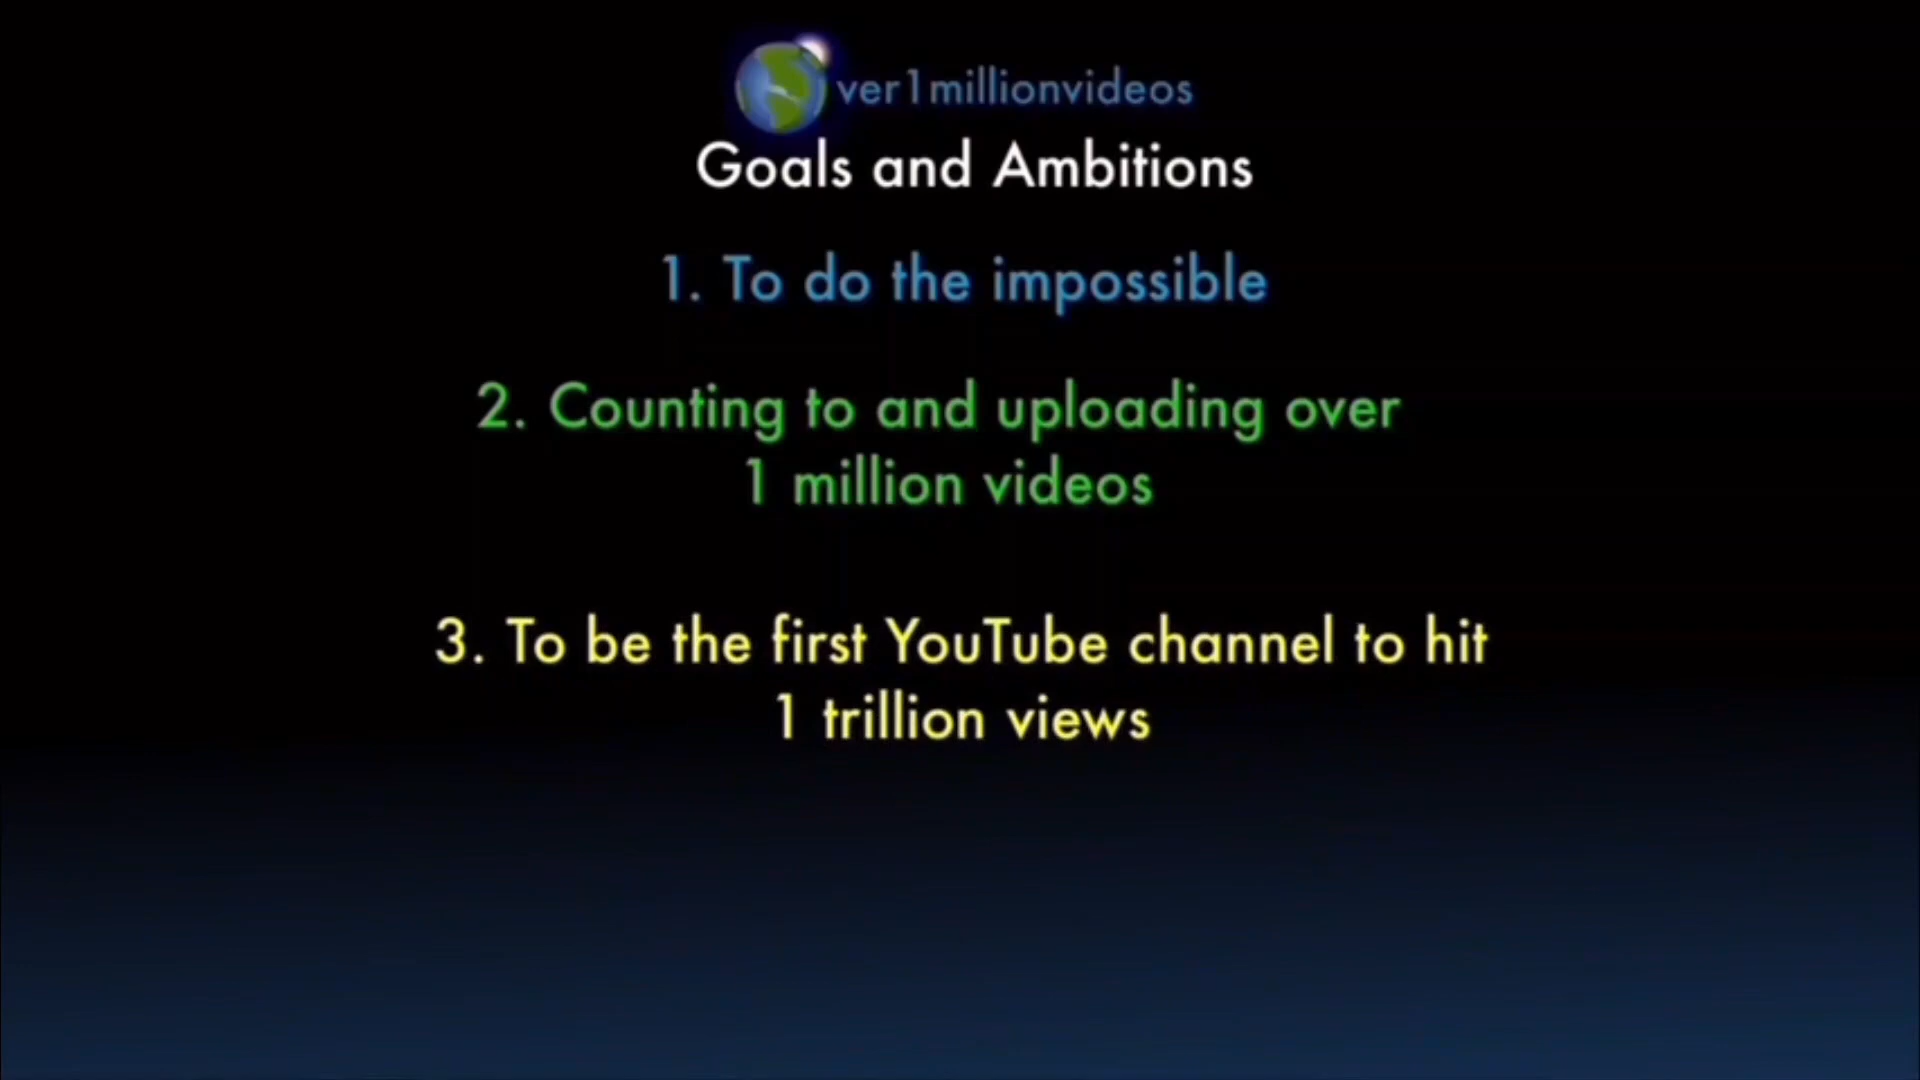 ver1millionvideos
Goals and Ambitions
1. To do the impossible
2. Counting to and uploading over
1 million videos
3. To be the first YouTube channel to hit
1 trillion views